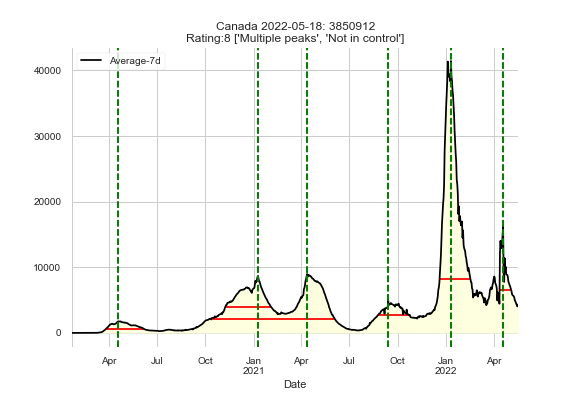 Canada 2022-05-18: 3850912
Rating:8 ['Multiple peaks', 'Not in control']
Average-7d
40000
30000
20000
10000
0
Apr Jul Oct Jan Apr Jul Oct Jan Apr
2021 2022
Date